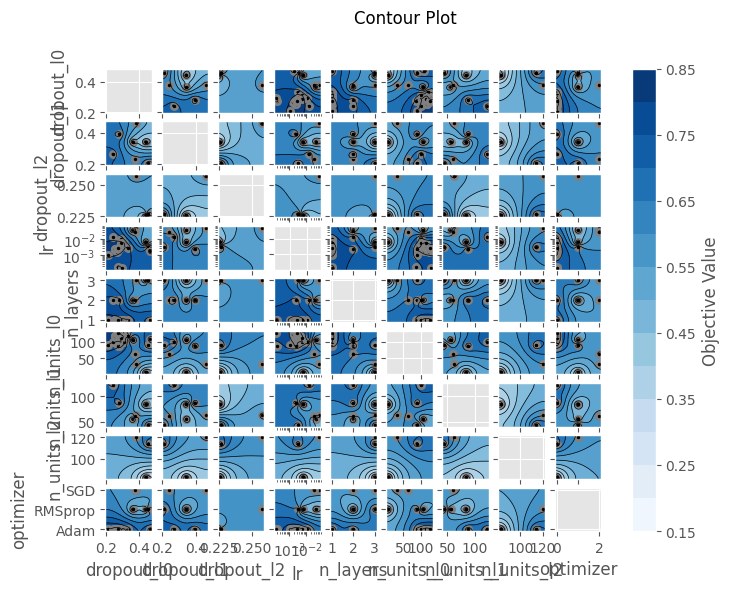 Contour Plot
dropout_l0
0.4
0.2
dropout_l1
0.4
0.2
dropout_l2
0.250
0.225
lr
10⁻²
10⁻³
n_layers
3
2
1
n_units_l0
100
50
n_units_l1
100
50
n_units_l2
120
100
optimizer
SGD
RMSprop
Adam
0.2 0.4 0.2 0.4 0.225 0.250 10⁻³ 10⁻² 1 2 3 50 100 50 100 100 120 0 2
dropout_l0 dropout_l1 dropout_l2 lr n_layers n_units_l0 n_units_l1 n_units_l2 optimizer
0.85
0.75
0.65
0.55
0.45
0.35
0.25
0.15
Objective Value